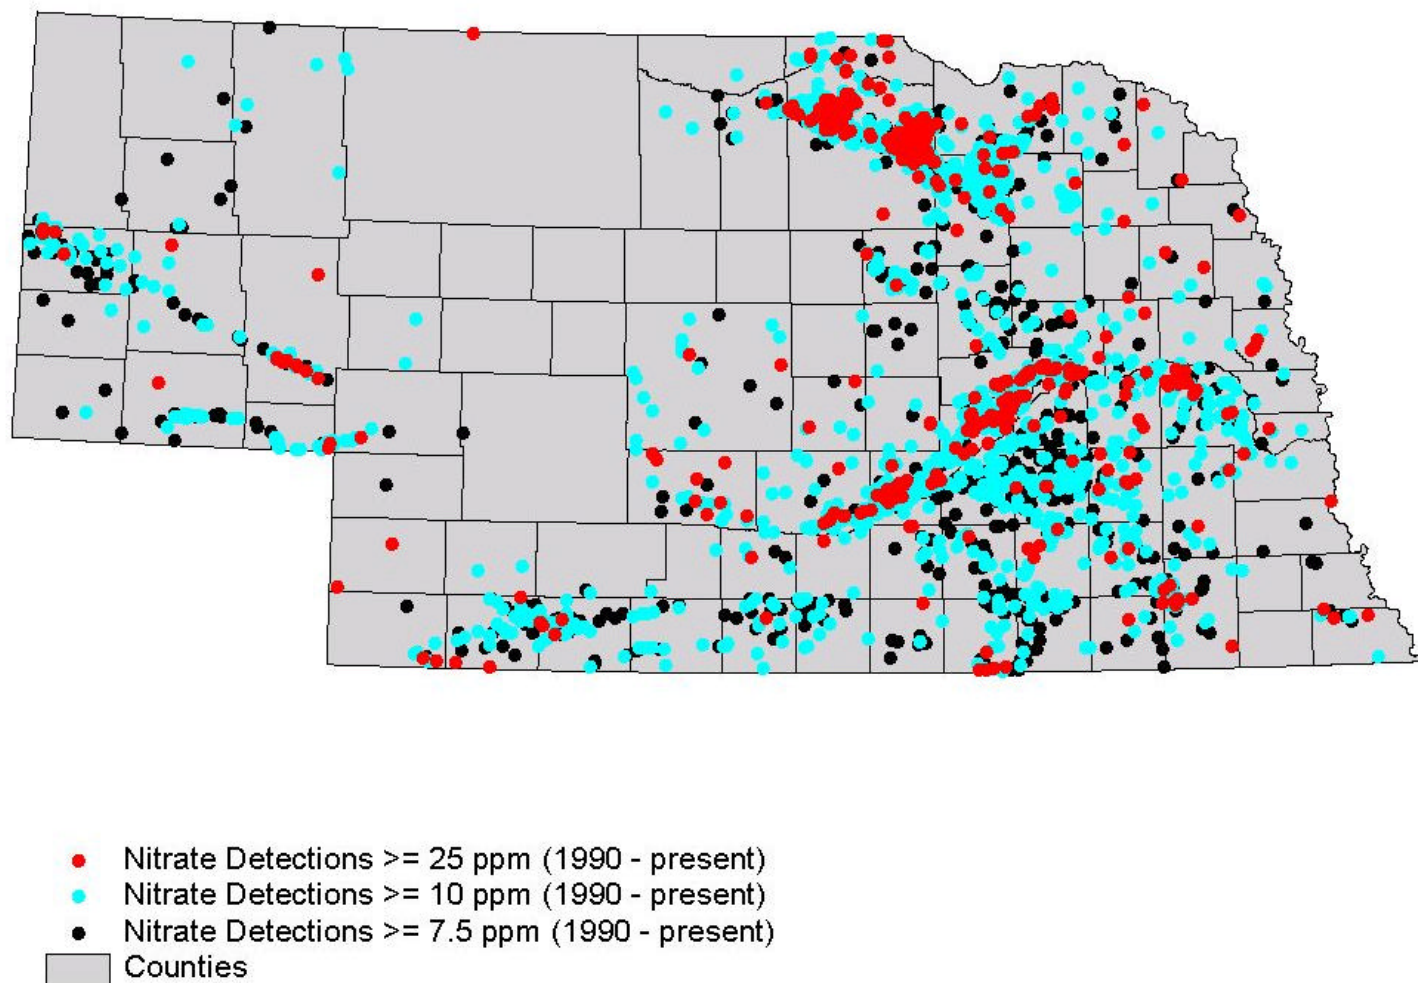 Nitrate Detections >= 25 ppm (1990 - present)
Nitrate Detections >= 10 ppm (1990 - present)
Nitrate Detections >= 7.5 ppm (1990 - present)
Counties